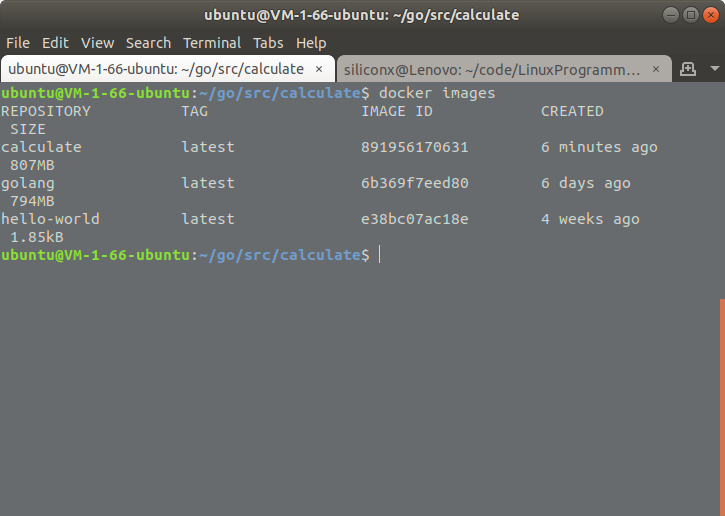 ubuntu@VM-1-66-ubuntu: ~/go/src/calculate
File Edit View Search Terminal Tabs Help
ubuntu@VM-1-66-ubuntu: ~/go/src/calculate × siliconx@Lenovo: ~/code/LinuxProgramm… ×
ubuntu@VM-1-66-ubuntu:~/go/src/calculate$ docker images
REPOSITORY TAG IMAGE ID CREATED
SIZE
calculate latest 891956170631 6 minutes ago
807MB
golang latest 6b369f7eed80 6 days ago
794MB
hello-world latest e38bc07ac18e 4 weeks ago
1.85kB
ubuntu@VM-1-66-ubuntu:~/go/src/calculate$